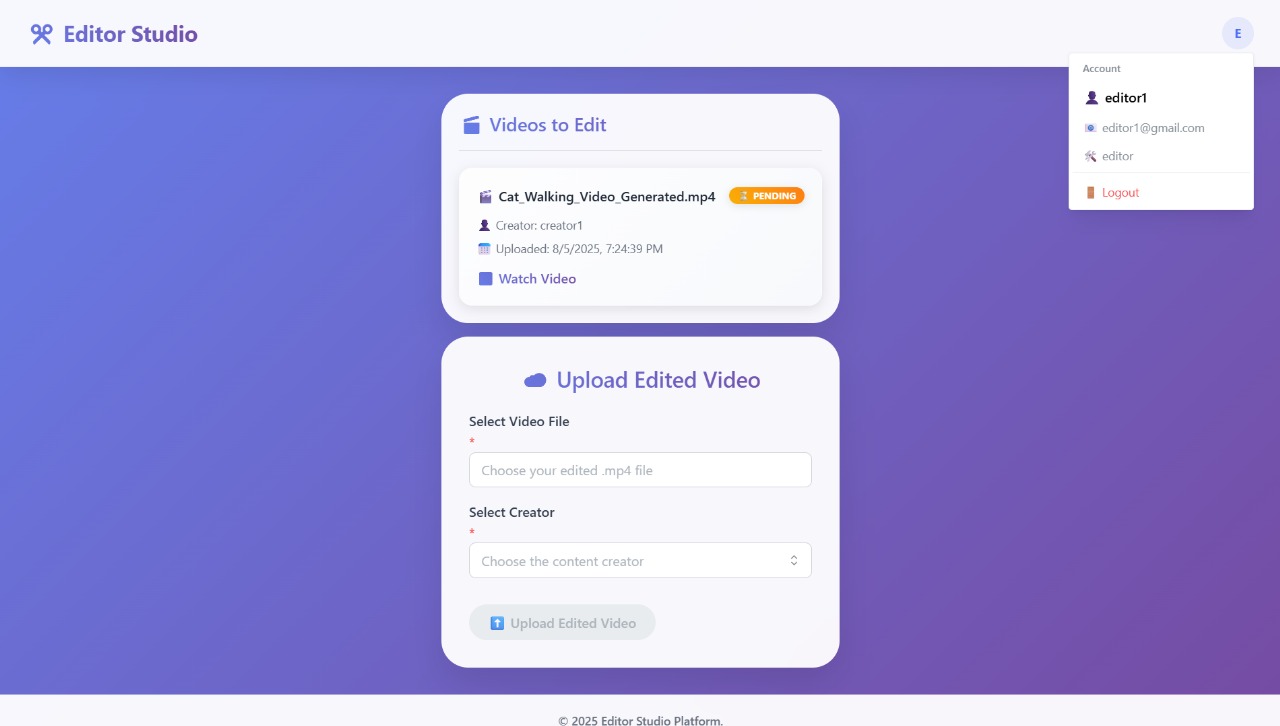 Editor Studio
E
Account
editor1
editor1@gmail.com
editor
Logout
Videos to Edit
Cat_Walking_Video_Generated.mp4
PENDING
Creator: creator1
Uploaded: 8/5/2025, 7:24:39 PM
Watch Video
Upload Edited Video
Select Video File
*
Choose your edited .mp4 file
Select Creator
*
Choose the content creator
Upload Edited Video
© 2025 Editor Studio Platform.